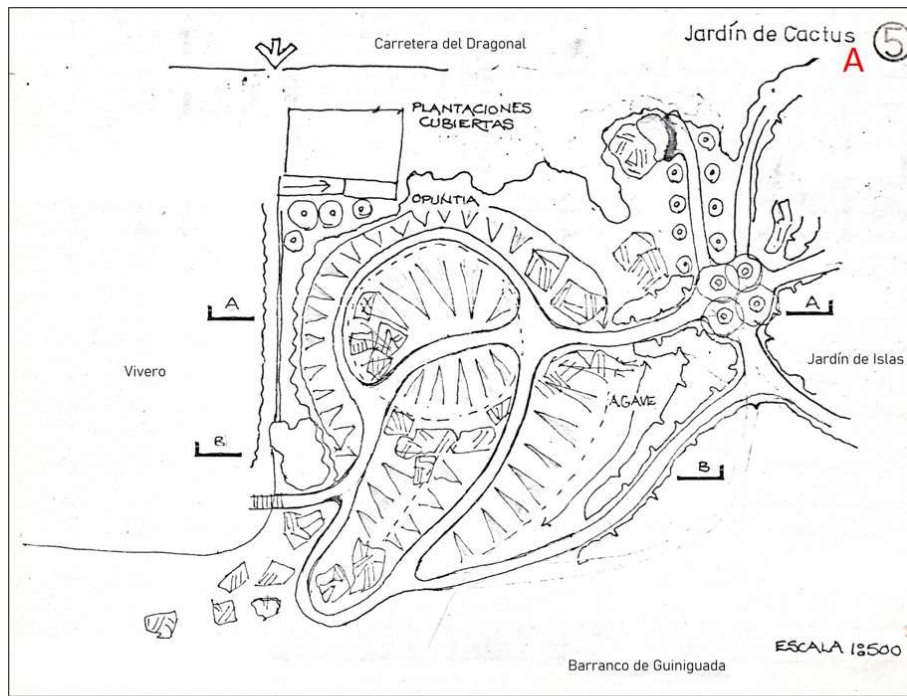 Carretera del Dragonal
Jardín de Cactus 5
A
PLANTACIONES
CUBIERTAS
OPUNTIA
A
A
Vivero
Jardín de Islas
AGAVE
B
B
ESCALA 1:500
Barranco de Guiniguada